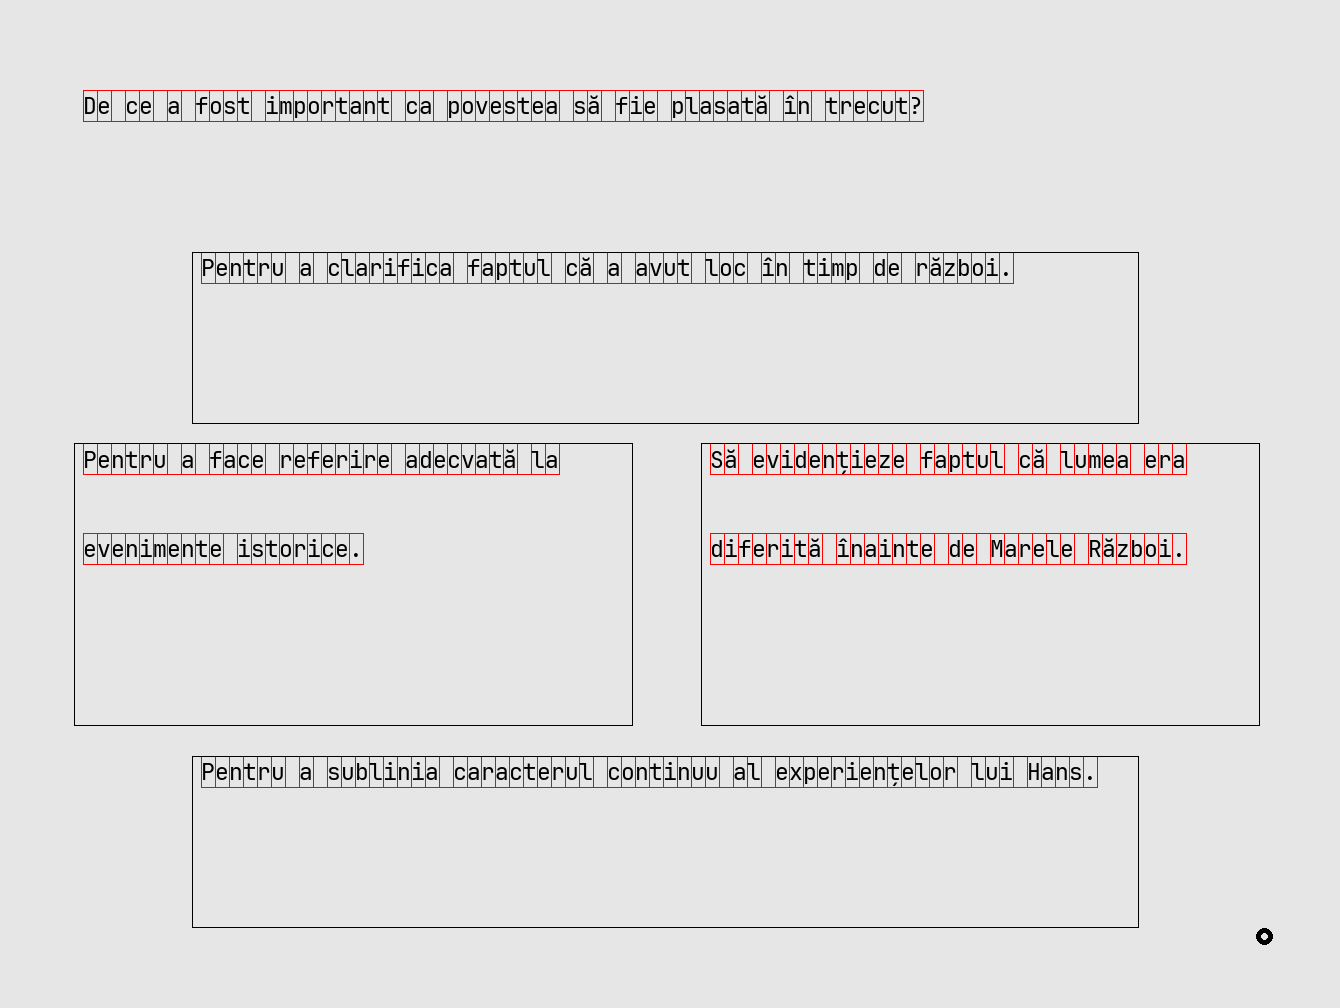 De ce a fost important ca povestea să fie plasată în trecut?
Pentru a clarifica faptul că a avut loc în timp de război.
Pentru a face referire adecvată la
evenimente istorice.
Să evidențieze faptul că lumea era
diferită înainte de Marele Război.
Pentru a sublinia caracterul continuu al experiențelor lui Hans.